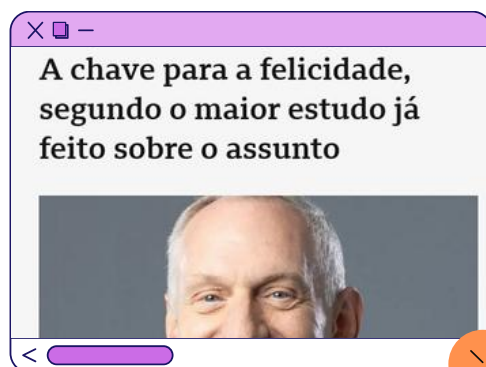 A chave para a felicidade,
segundo o maior estudo já
feito sobre o assunto